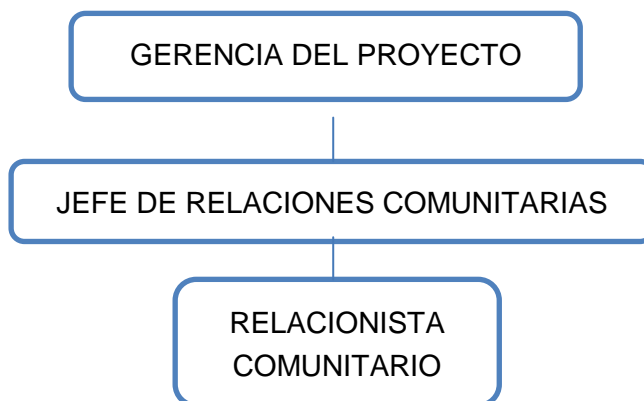 GERENCIA DEL PROYECTO
JEFE DE RELACIONES COMUNITARIAS
RELACIONISTA
COMUNITARIO